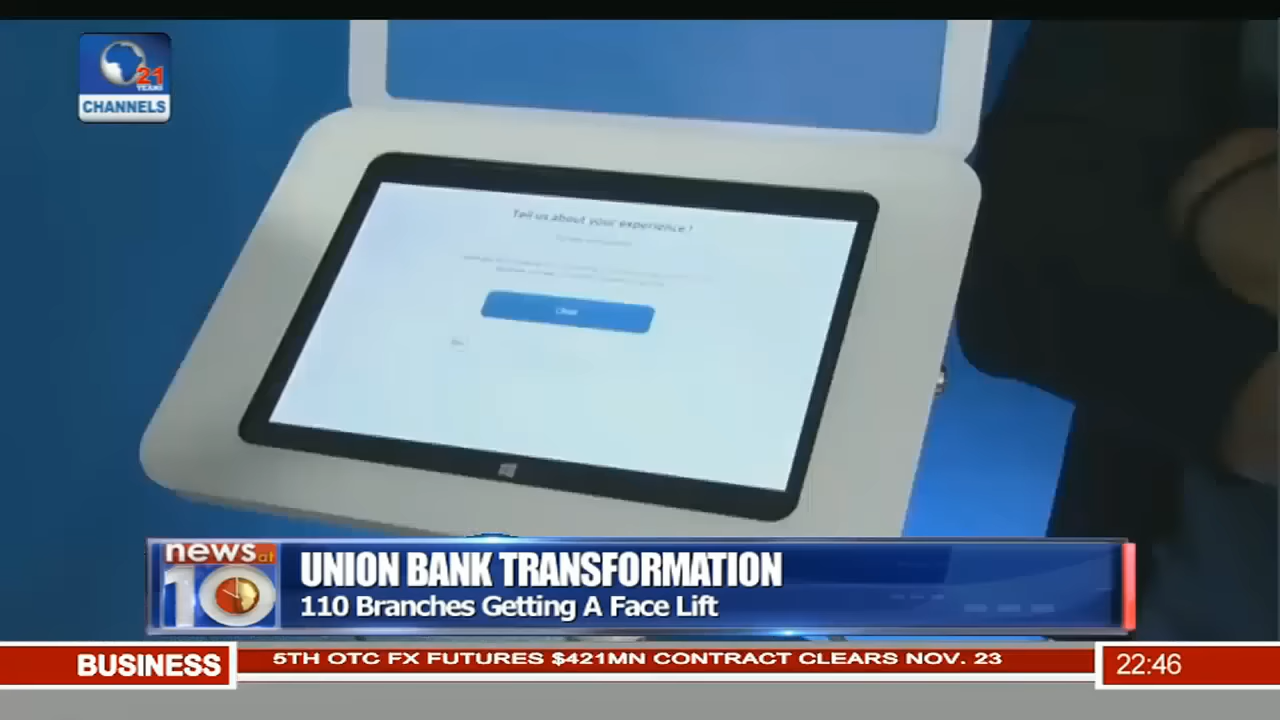 21
YEARS
CHANNELS
Tell us about your experience !
news at
10
UNION BANK TRANSFORMATION
110 Branches Getting A Face Lift
BUSINESS
5TH OTC FX FUTURES $421MN CONTRACT CLEARS NOV. 23
22:46